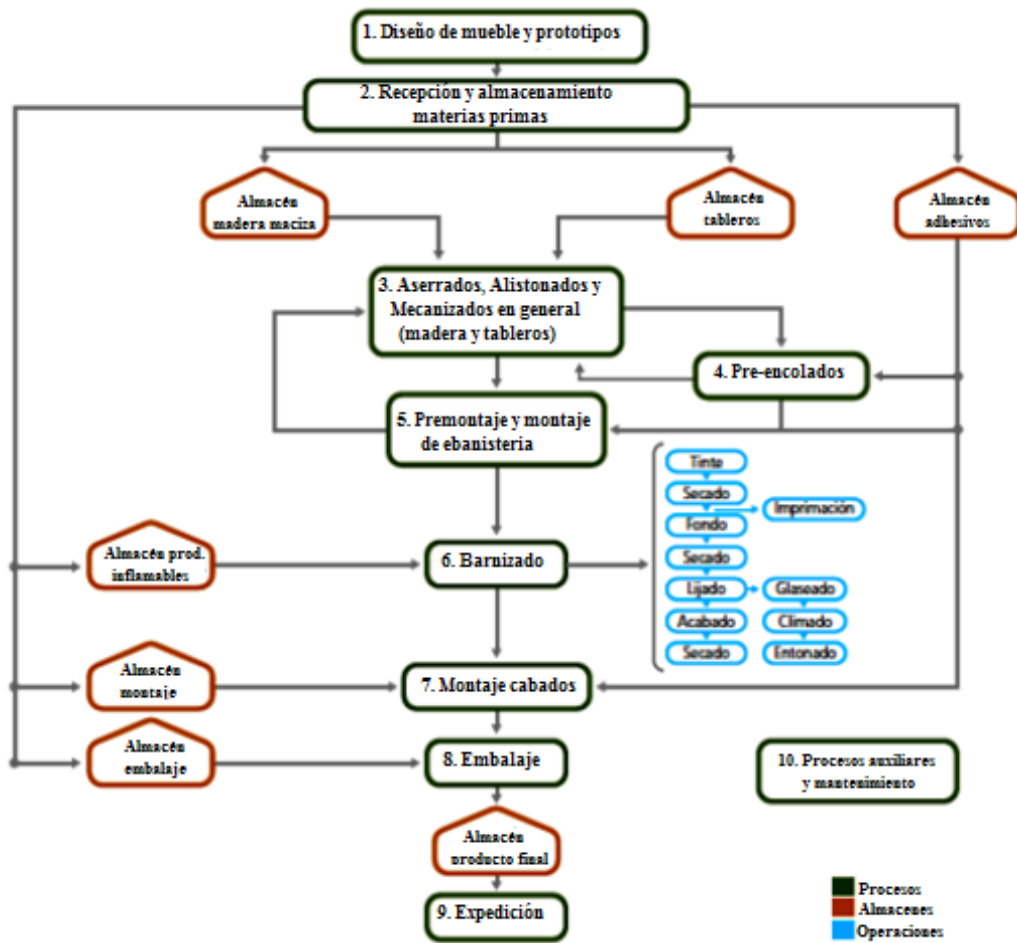 1. Diseño de mueble y prototipos
2. Recepción y almacenamiento
materias primas
Almacén
madera maciza
Almacén
tableros
Almacén
adhesivos
3. Aserrados, Alistonados y
Mecanizados en general
(madera y tableros)
4. Pre-encolados
5. Premontaje y montaje
de ebanisteria
Tinte
Secado
Imprimación
Fondo
Secado
Lijado
Glaseado
Acabado
Climado
Secado
Entonado
Almacén prod.
inflamables
6. Barnizado
Almacén
montaje
7. Montaje cabados
Almacén
embalaje
8. Embalaje
10. Procesos auxiliares
y mantenimiento
Almacén
producto final
9. Expedición
Procesos
Almacenes
Operaciones